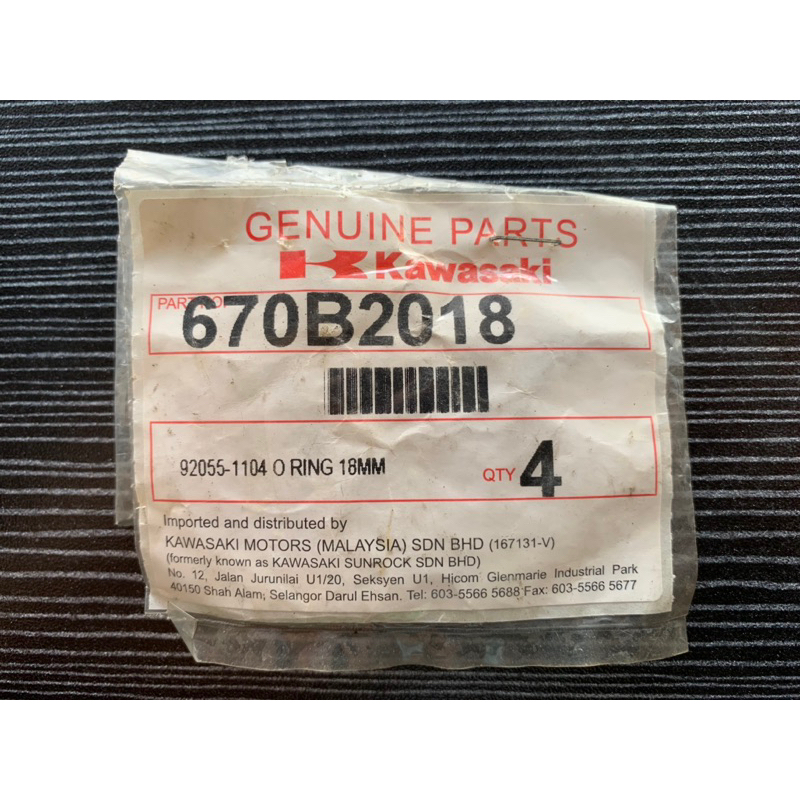 GENUINE PARTS
Kawasaki
PART NO
670B2018
92055-1104 O RING 18MM
QTY 4
Imported and distributed by
KAWASAKI MOTORS (MALAYSIA) SDN BHD (167131-V)
(formerly known as KAWASAKI SUNROCK SDN BHD)
No. 12, Jalan Jurunilai U1/20, Seksyen U1, Hicom Glenmarie Industrial Park
40150 Shah Alam, Selangor Darul Ehsan. Tel: 603-5566 5688 Fax: 603-5566 5677